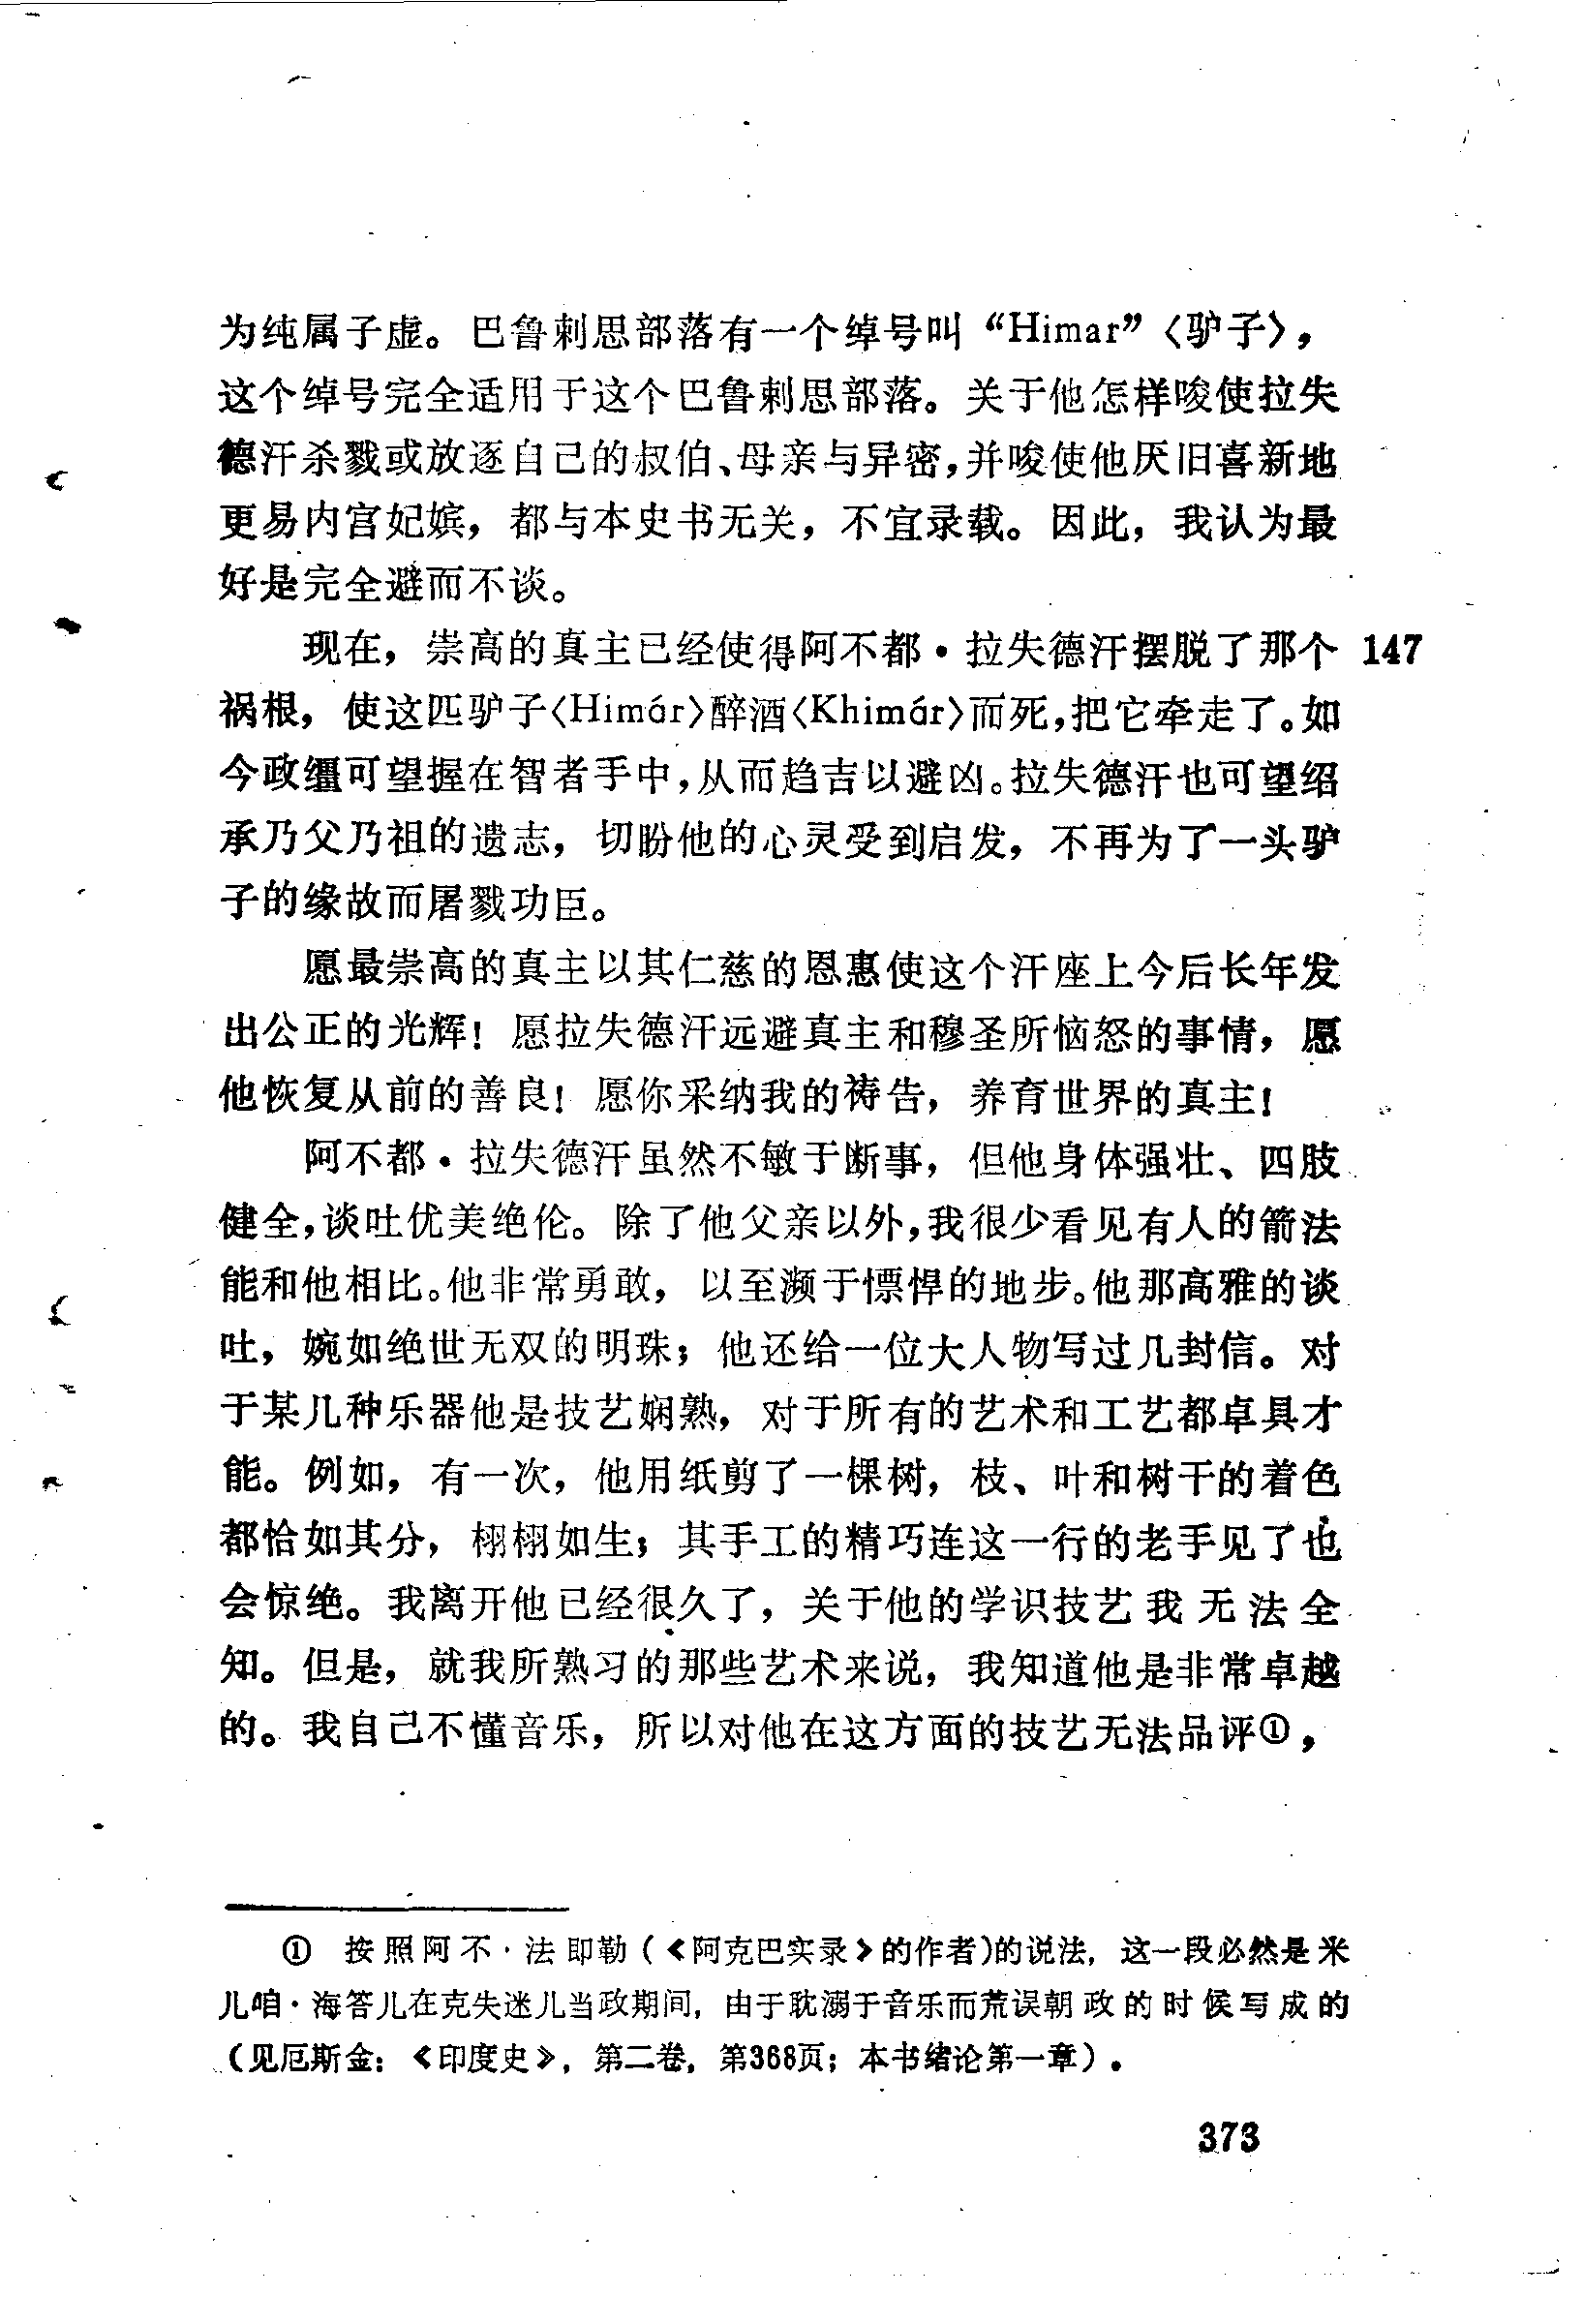 为纯属子虚。巴鲁剌思部落有一个绰号叫“Himar”〈驴子〉，
这个绰号完全适用于这个巴鲁剌思部落。关于他怎样唆使拉失
德汗杀戮或放逐自己的叔伯、母亲与异密，并唆使他厌旧喜新地
更易内宫妃嫔，都与本史书无关，不宜录载。因此，我认为最
好是完全避而不谈。
现在，崇高的真主已经使得阿不都·拉失德汗摆脱了那个 147
祸根，使这匹驴子〈Himár〉醉酒〈Khimár〉而死，把它牵走了。如
今政缰可望握在智者手中，从而趋吉以避凶。拉失德汗也可望绍
承乃父乃祖的遗志，切盼他的心灵受到启发，不再为了一头驴
子的缘故而屠戮功臣。
愿最崇高的真主以其仁慈的恩惠使这个汗座上今后长年发
出公正的光辉！愿拉失德汗远避真主和穆圣所恼怒的事情，愿
他恢复从前的善良！愿你采纳我的祷告，养育世界的真主！
阿不都·拉失德汗虽然不敏于断事，但他身体强壮、四肢
健全，谈吐优美绝伦。除了他父亲以外，我很少看见有人的箭法
能和他相比。他非常勇敢，以至濒于慓悍的地步。他那高雅的谈
吐，婉如绝世无双的明珠；他还给一位大人物写过几封信。对
于某几种乐器他是技艺娴熟，对于所有的艺术和工艺都卓具才
能。例如，有一次，他用纸剪了一棵树，枝、叶和树干的着色
都恰如其分，栩栩如生；其手工的精巧连这一行的老手见了也
会惊绝。我离开他已经很久了，关于他的学识技艺我无法全
知。但是，就我所熟习的那些艺术来说，我知道他是非常卓越
的。我自己不懂音乐，所以对他在这方面的技艺无法品评①，
① 按照阿不·法即勒（《阿克巴实录》的作者）的说法，这一段必然是米
儿咱·海答儿在克失迷儿当政期间，由于耽溺于音乐而荒误朝政的时候写成的
（见厄斯金：《印度史》，第二卷，第368页；本书绪论第一章）。
373